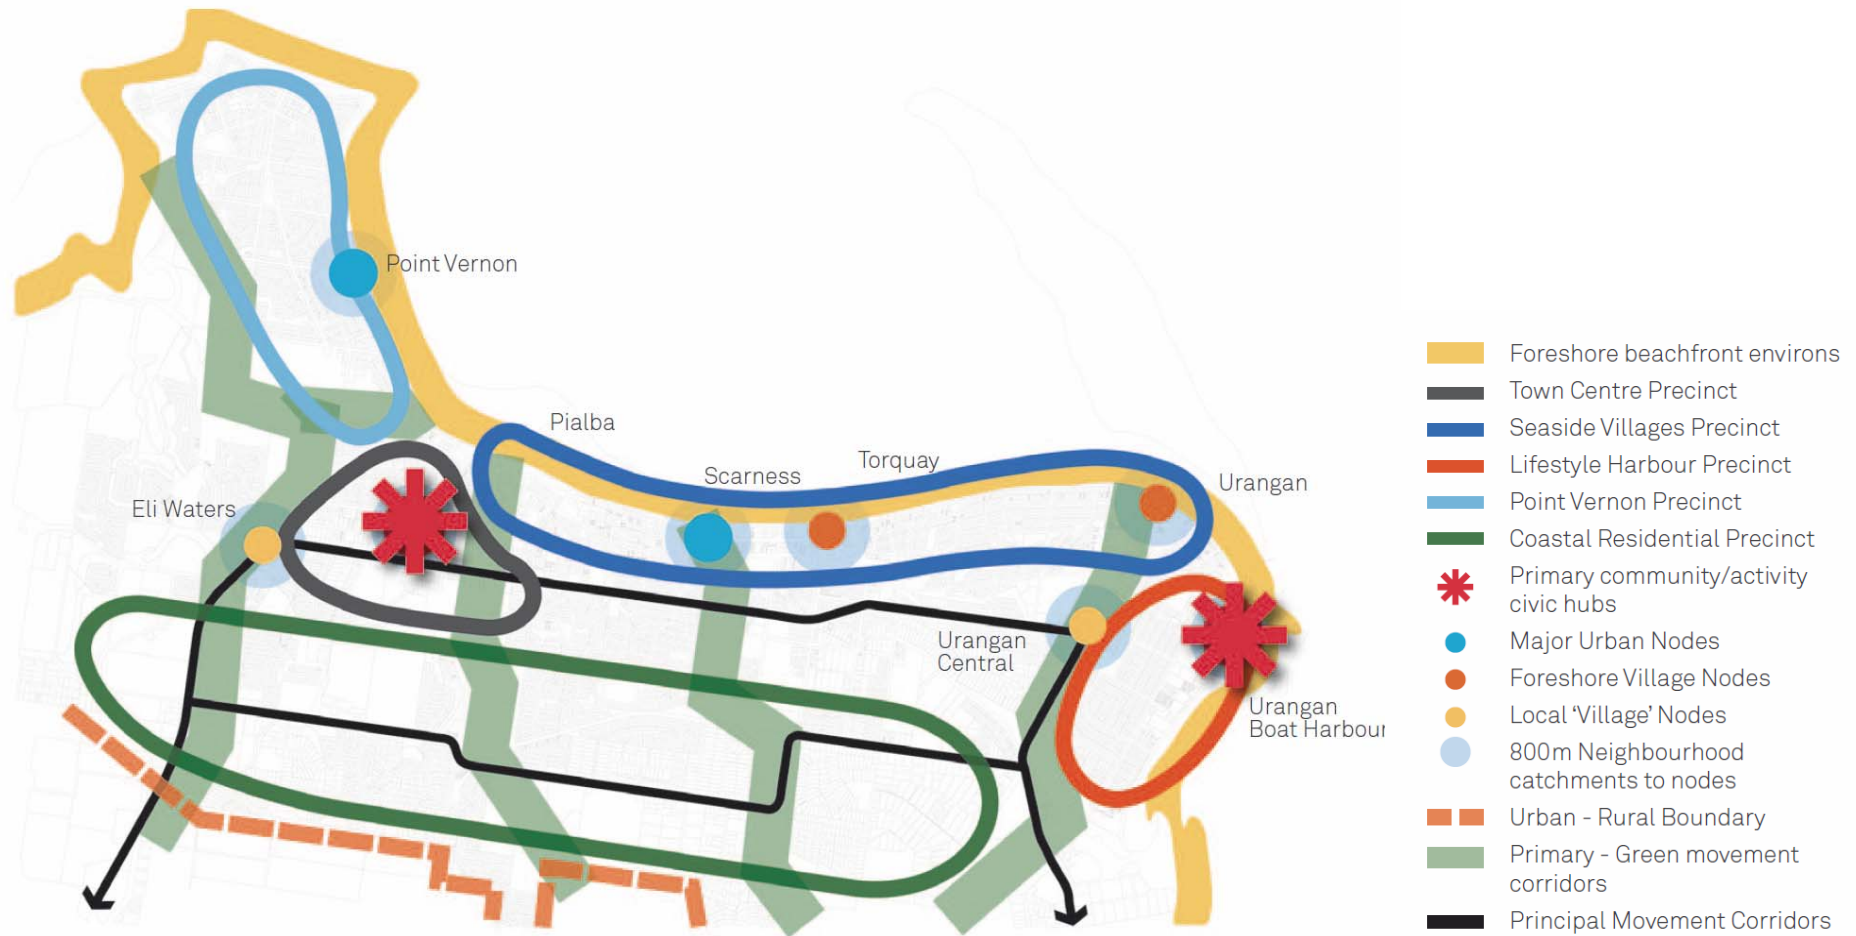 Point Vernon
Pialba
Scarness
Torquay
Urangan
Eli Waters
Urangan
Central
Urangan
Boat Harbour
Foreshore beachfront environs
Town Centre Precinct
Seaside Villages Precinct
Lifestyle Harbour Precinct
Point Vernon Precinct
Coastal Residential Precinct
Primary community/activity
civic hubs
Major Urban Nodes
Foreshore Village Nodes
Local ‘Village’ Nodes
800m Neighbourhood
catchments to nodes
Urban - Rural Boundary
Primary - Green movement
corridors
Principal Movement Corridors